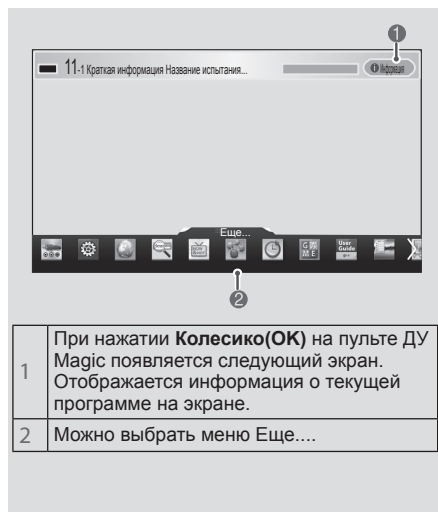 1
11-1 Краткая информация Название испытания...
Информация
Еще...
GAME
User Guide
2
1 При нажатии Колесико(OK) на пульте ДУ
Magic появляется следующий экран.
Отображается информация о текущей
программе на экране.
2 Можно выбрать меню Еще....